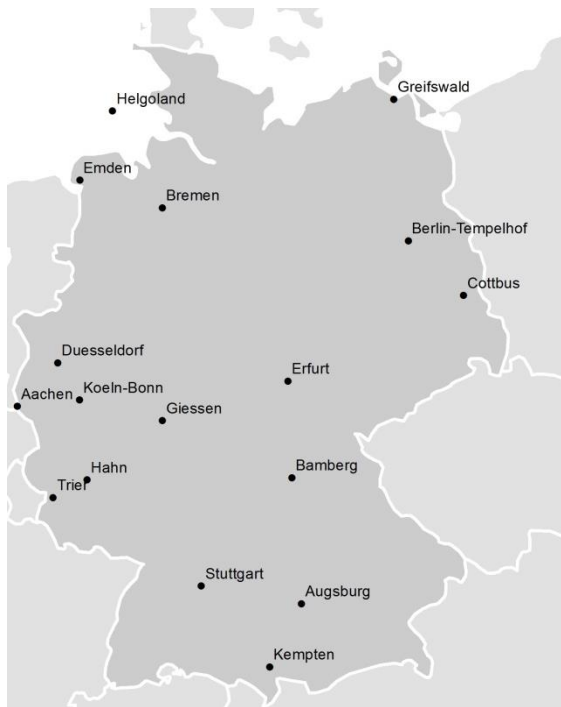 Greifswald
Helgoland
Emden
Bremen
Berlin-Tempelhof
Cottbus
Duesseldorf
Erfurt
Koeln-Bonn
Aachen
Giessen
Hahn
Bamberg
Trier
Stuttgart
Augsburg
Kempten